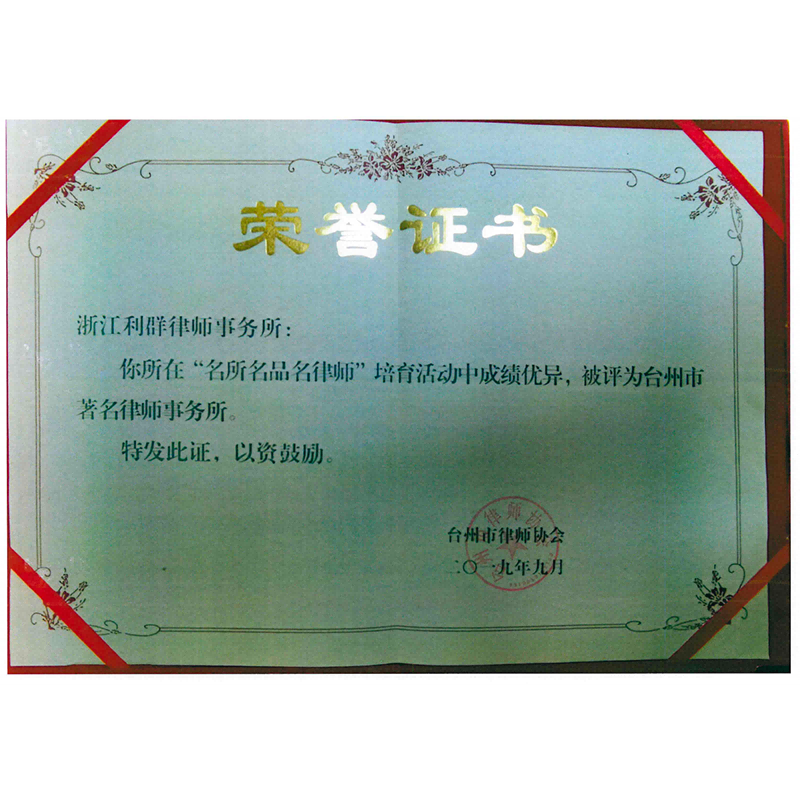 荣誉证书
浙江利群律师事务所：
你所在“名所名品名律师”培育活动中成绩优异，被评为台州市
著名律师事务所。
特发此证，以资鼓励。
台州市律师协会
二〇一九年九月